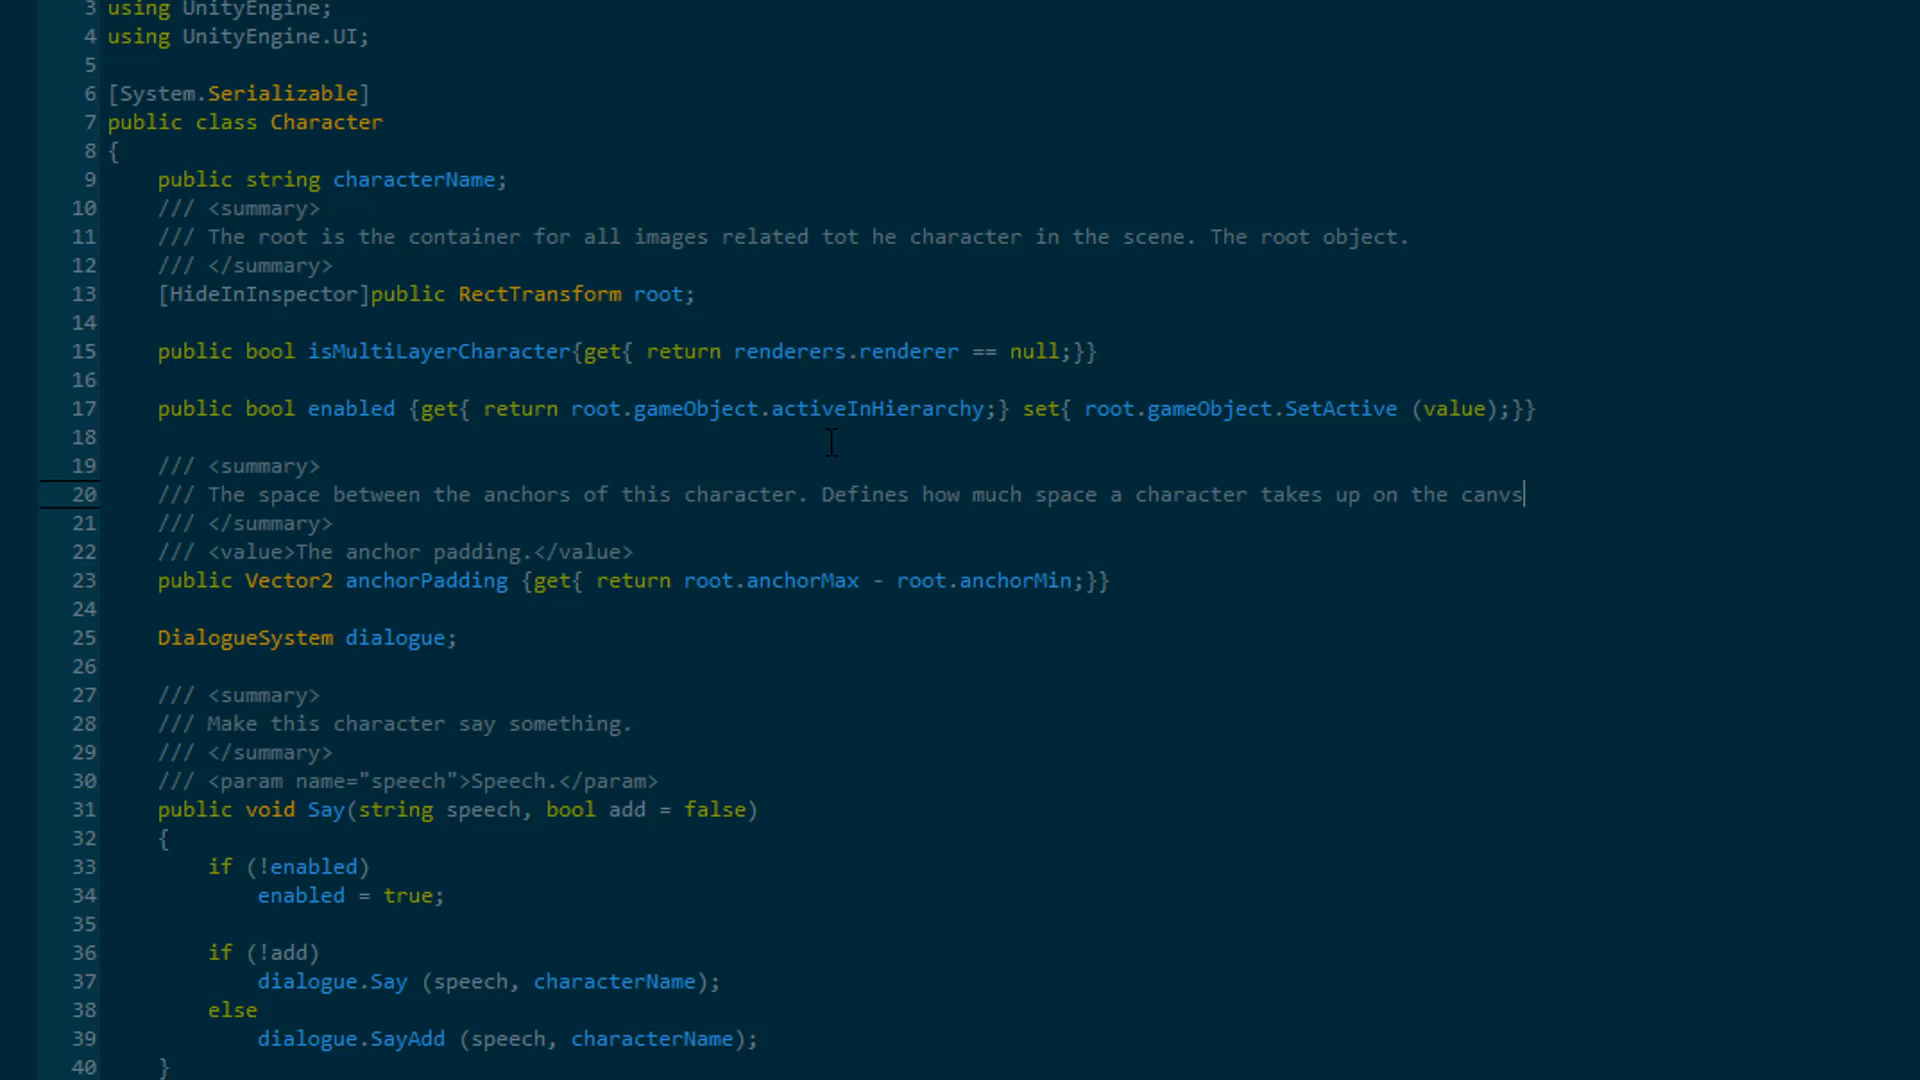 3 using UnityEngine;
4 using UnityEngine.UI;
5
6 [System.Serializable]
7 public class Character
8 {
9 public string characterName;
10 /// <summary>
11 /// The root is the container for all images related tot he character in the scene. The root object.
12 /// </summary>
13 [HideInInspector]public RectTransform root;
14
15 public bool isMultiLayerCharacter{get{ return renderers.renderer == null;}}
16
17 public bool enabled {get{ return root.gameObject.activeInHierarchy;} set{ root.gameObject.SetActive (value);}}
18
19 /// <summary>
20 /// The space between the anchors of this character. Defines how much space a character takes up on the canvs
21 /// </summary>
22 /// <value>The anchor padding.</value>
23 public Vector2 anchorPadding {get{ return root.anchorMax - root.anchorMin;}}
24
25 DialogueSystem dialogue;
26
27 /// <summary>
28 /// Make this character say something.
29 /// </summary>
30 /// <param name="speech">Speech.</param>
31 public void Say(string speech, bool add = false)
32 {
33 if (!enabled)
34 enabled = true;
35
36 if (!add)
37 dialogue.Say (speech, characterName);
38 else
39 dialogue.SayAdd (speech, characterName);
40 }